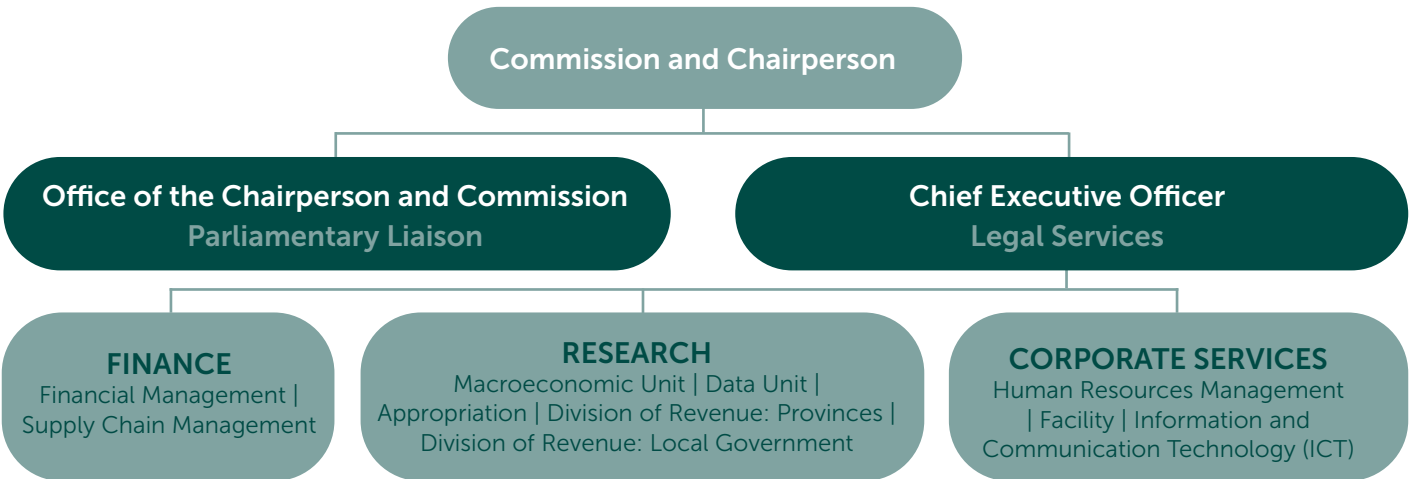 Commission and Chairperson
Office of the Chairperson and Commission
Parliamentary Liaison
Chief Executive Officer
Legal Services
FINANCE
Financial Management |
Supply Chain Management
RESEARCH
Macroeconomic Unit | Data Unit |
Appropriation | Division of Revenue: Provinces |
Division of Revenue: Local Government
CORPORATE SERVICES
Human Resources Management
| Facility | Information and
Communication Technology (ICT)